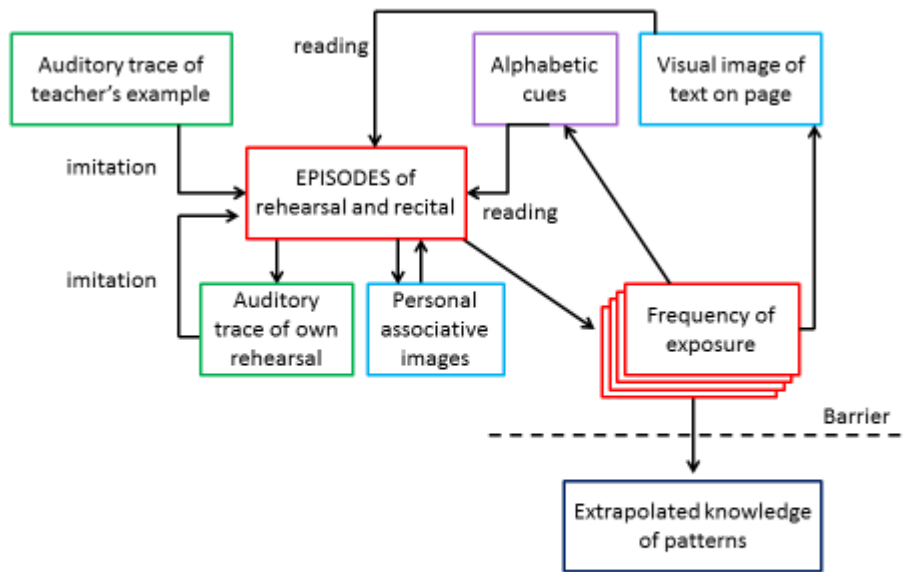 reading
Auditory trace of
teacher's example
Alphabetic
cues
Visual image of
text on page
imitation
EPISODES of
rehearsal and recital
reading
imitation
Auditory
trace of own
rehearsal
Personal
associative
images
Frequency of
exposure
Barrier
Extrapolated knowledge
of patterns